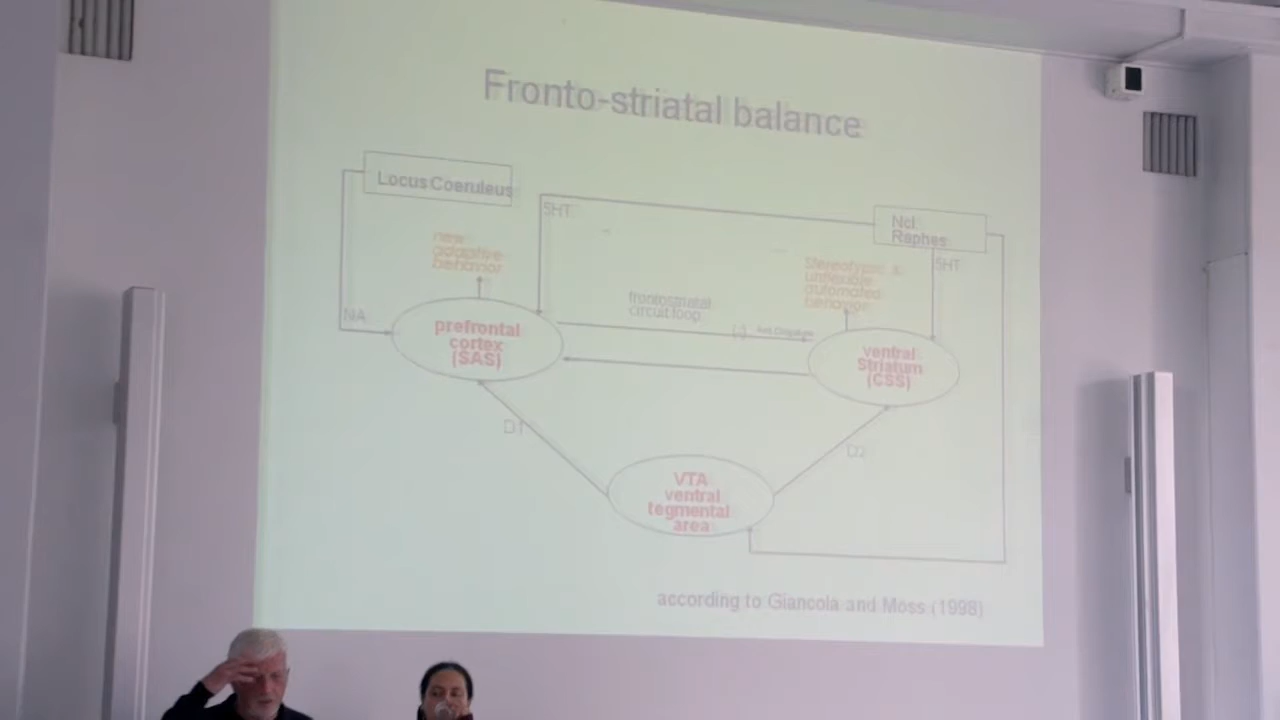 Fronto-striatal balance
Locus Coeruleus
5HT
Ncl.
Raphes
new
adaptive
behavior
Stereotypic &
unflexible
automated
behavior
5HT
frontostriatal
circuit loop
(-)
NA
prefrontal
cortex
(SAS)
ventral
Striatum
(CSS)
D1
D2
VTA
ventral
tegmental
area
according to Giancola and Moss (1998)